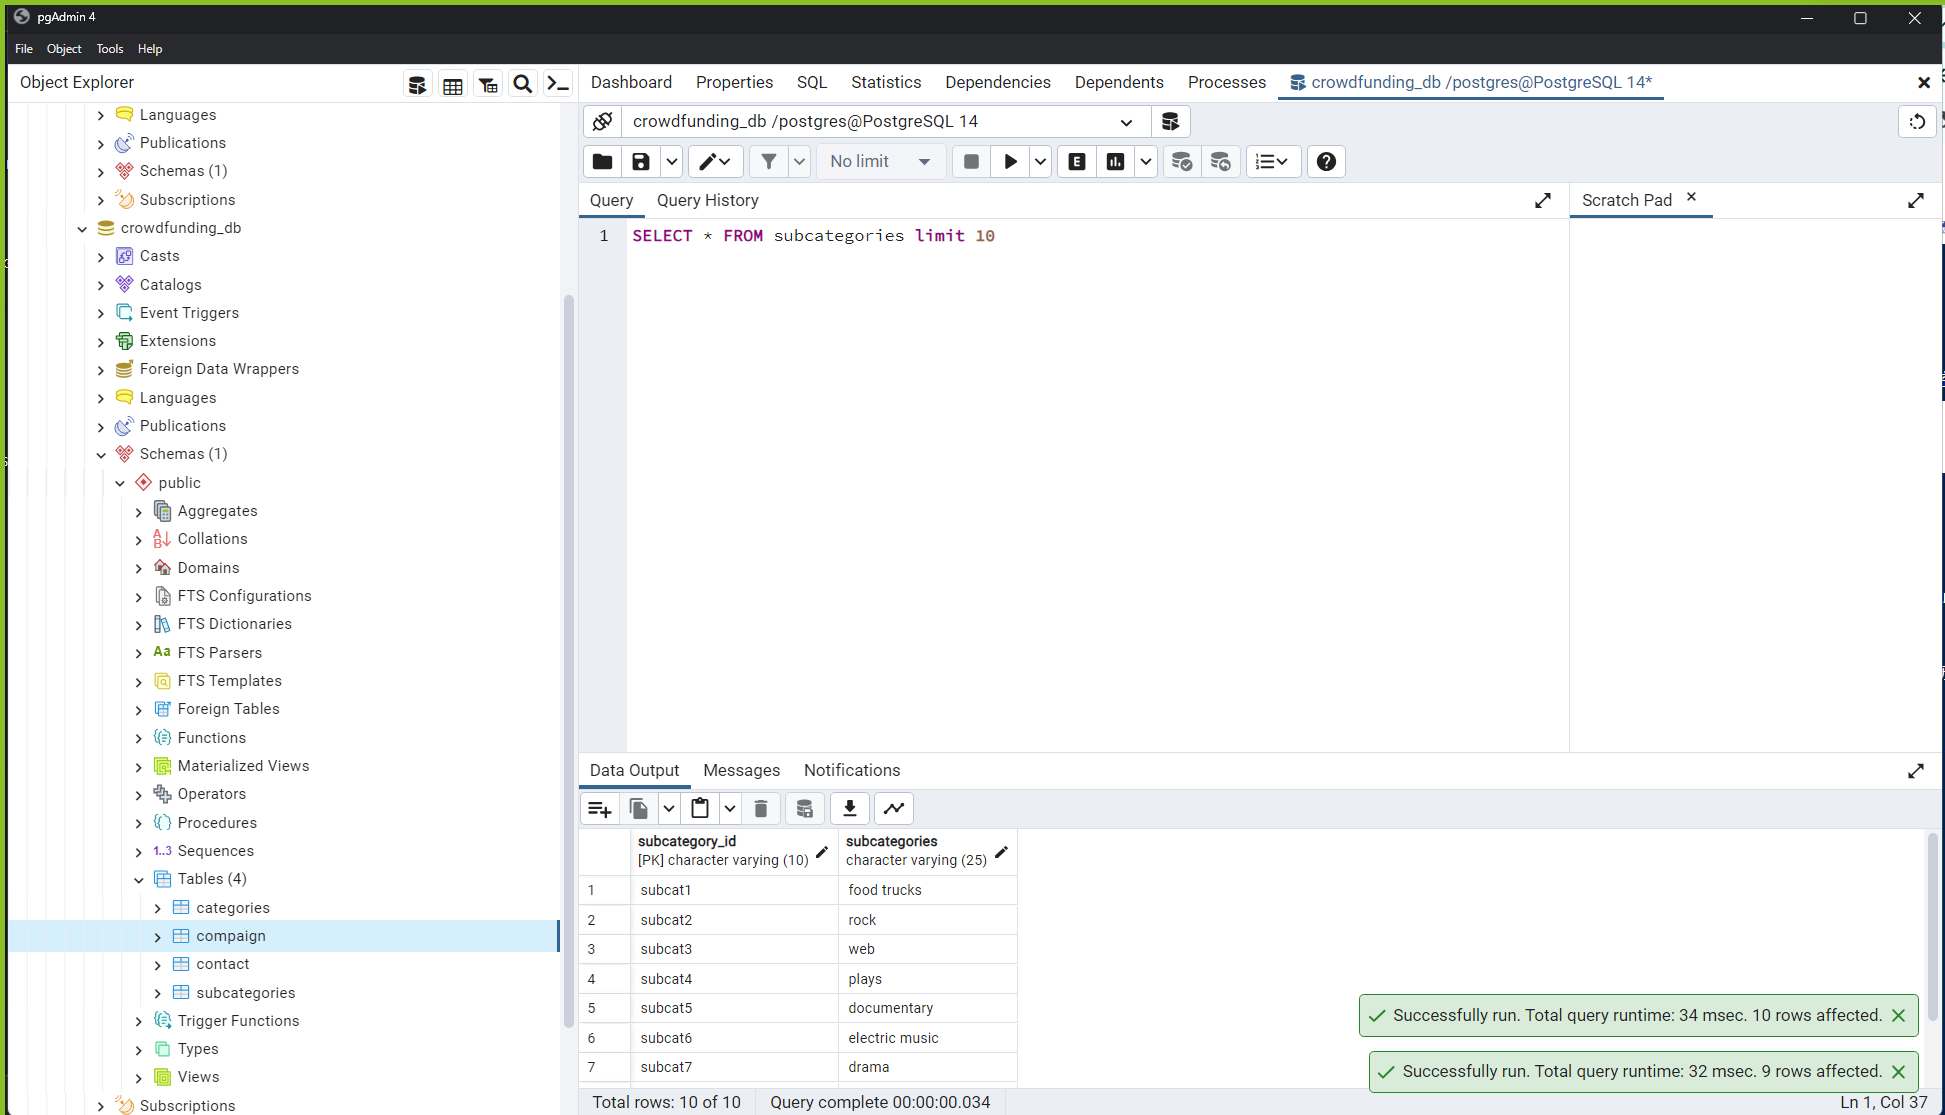 pgAdmin 4
File Object Tools Help
Object Explorer
Dashboard Properties SQL Statistics Dependencies Dependents Processes crowdfunding_db /postgres@PostgreSQL 14*
Languages
Publications
Schemas (1)
Subscriptions
crowdfunding_db
Casts
Catalogs
Event Triggers
Extensions
Foreign Data Wrappers
Languages
Publications
Schemas (1)
public
Aggregates
Collations
Domains
FTS Configurations
FTS Dictionaries
Aa FTS Parsers
FTS Templates
Foreign Tables
Functions
Materialized Views
Operators
Procedures
1..3 Sequences
Tables (4)
categories
compaign
contact
subcategories
Trigger Functions
Types
Views
Subscriptions
crowdfunding_db /postgres@PostgreSQL 14
No limit
E
Query Query History
Scratch Pad
1 SELECT * FROM subcategories limit 10
Data Output Messages Notifications
subcategory_id subcategories
[PK] character varying (10) character varying (25)
1 subcat1 food trucks
2 subcat2 rock
3 subcat3 web
4 subcat4 plays
5 subcat5 documentary
6 subcat6 electric music
7 subcat7 drama
Successfully run. Total query runtime: 34 msec. 10 rows affected.
Successfully run. Total query runtime: 32 msec. 9 rows affected.
Total rows: 10 of 10 Query complete 00:00:00.034 Ln 1, Col 37